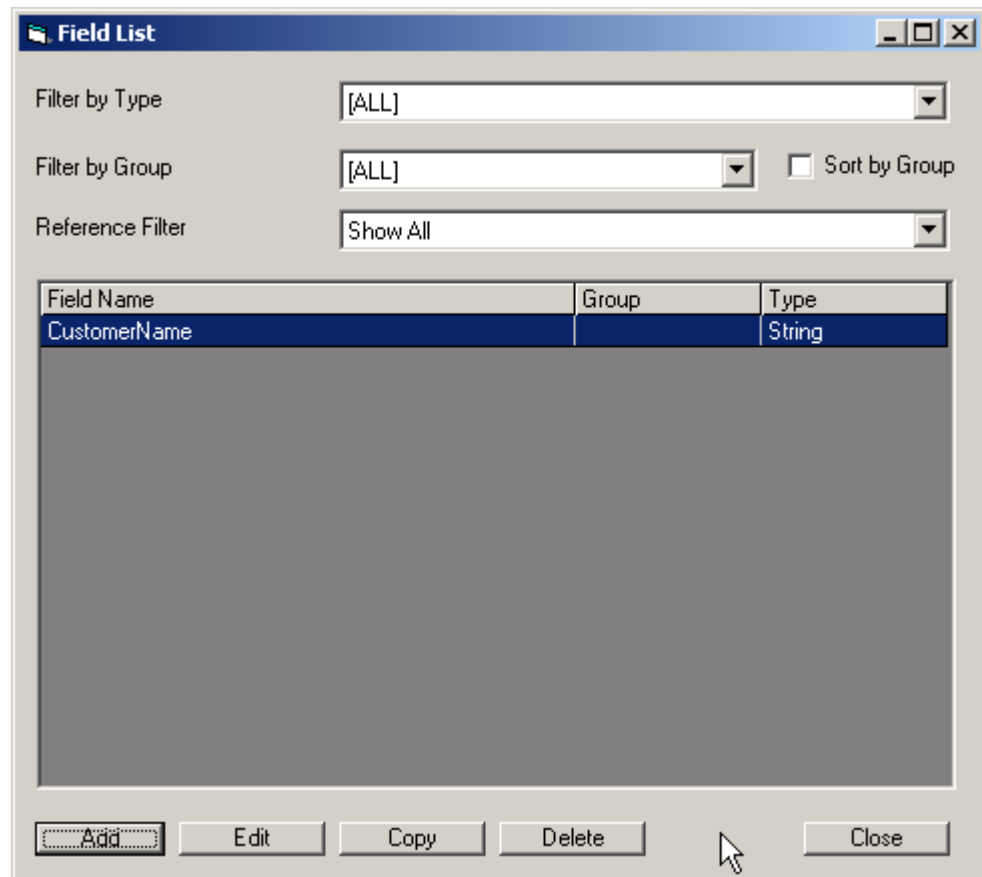 Field List
Filter by Type [ALL]
Filter by Group [ALL] Sort by Group
Reference Filter Show All
Field Name Group Type
CustomerName String
Add Edit Copy Delete Close